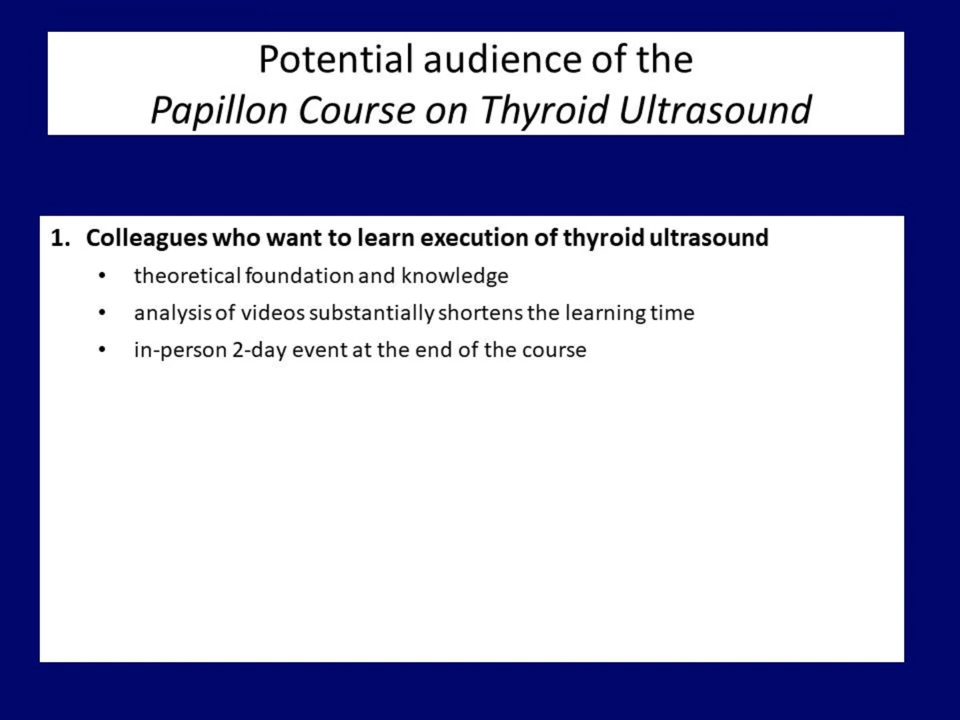 Potential audience of the
Papillon Course on Thyroid Ultrasound
1. Colleagues who want to learn execution of thyroid ultrasound
• theoretical foundation and knowledge
• analysis of videos substantially shortens the learning time
• in-person 2-day event at the end of the course